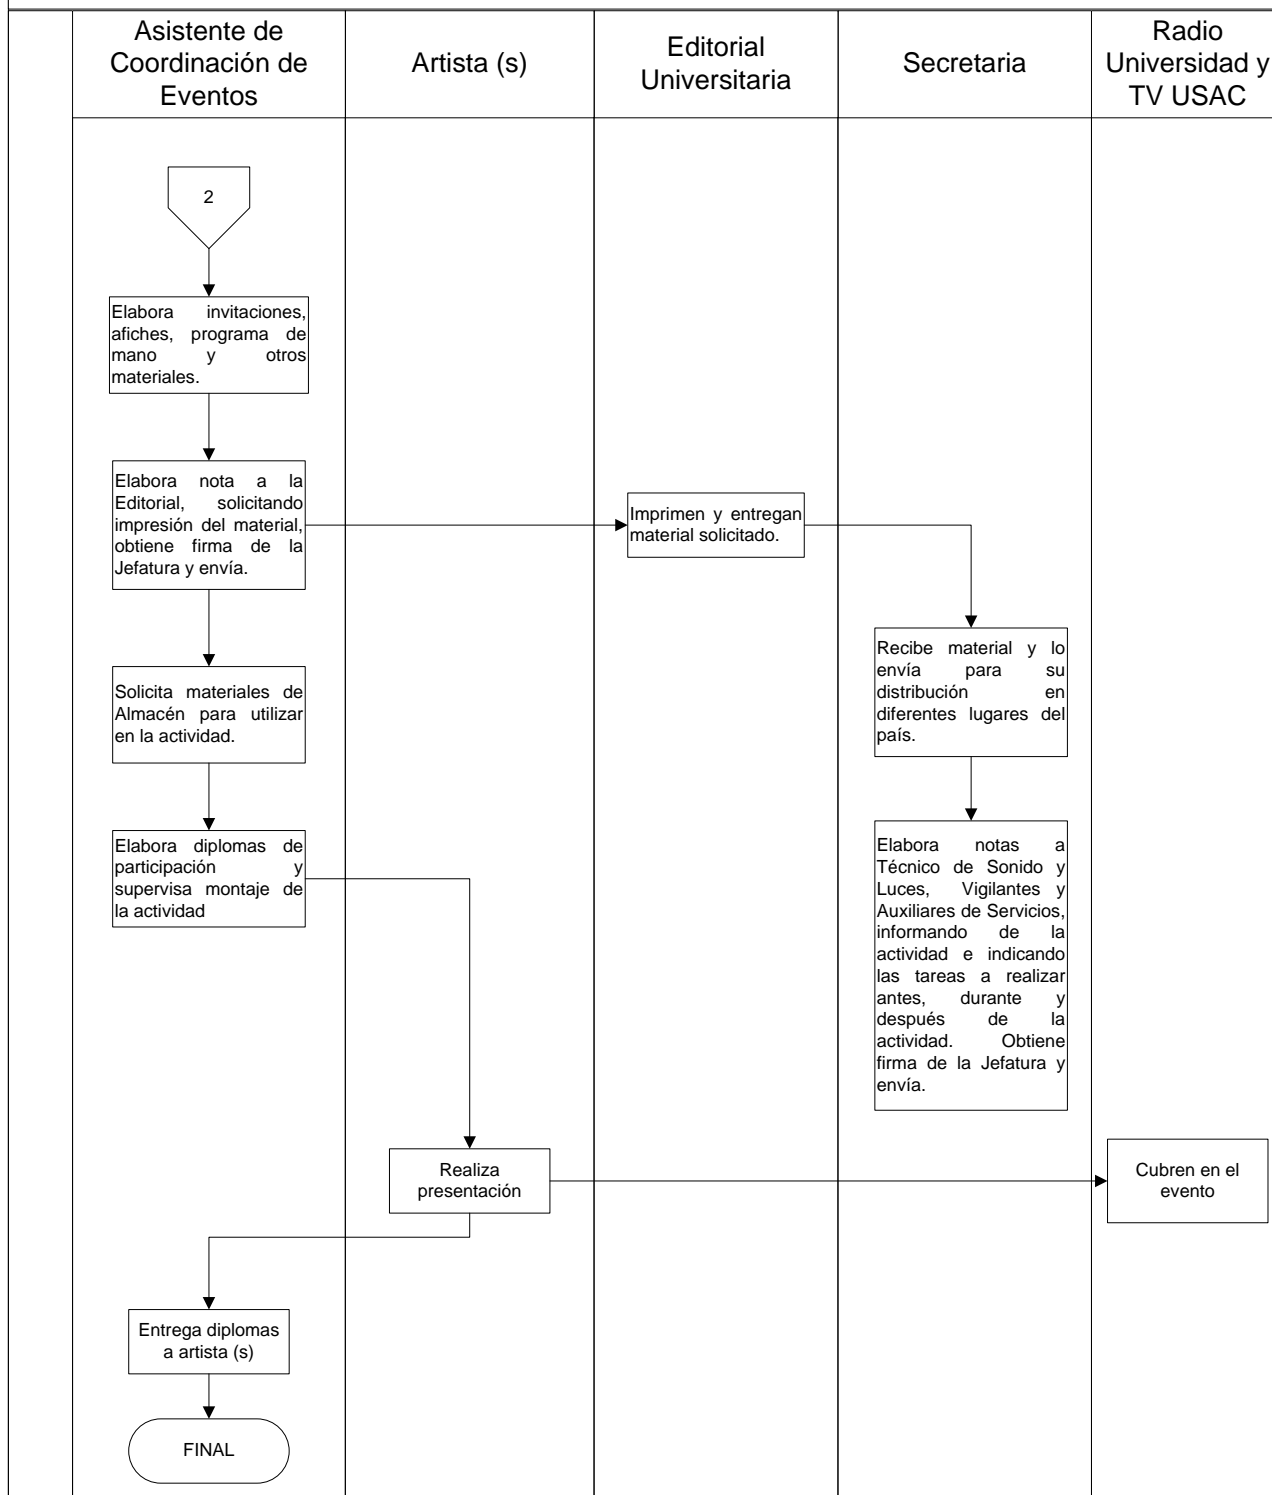 Asistente de
Coordinación de
Eventos
Artista (s)
Editorial
Universitaria
Secretaria
Radio
Universidad y
TV USAC
2
Elabora invitaciones,
afiches, programa de
mano y otros
materiales.
Elabora nota a la
Editorial, solicitando
impresión del material,
obtiene firma de la
Jefatura y envía.
Imprimen y entregan
material solicitado.
Recibe material y lo
envía para su
distribución en
diferentes lugares del
país.
Solicita materiales de
Almacén para utilizar
en la actividad.
Elabora diplomas de
participación y
supervisa montaje de
la actividad
Elabora notas a
Técnico de Sonido y
Luces, Vigilantes y
Auxiliares de Servicios,
informando de la
actividad e indicando
las tareas a realizar
antes, durante y
después de la
actividad. Obtiene
firma de la Jefatura y
envía.
Realiza
presentación
Cubren en el
evento
Entrega diplomas
a artista (s)
FINAL